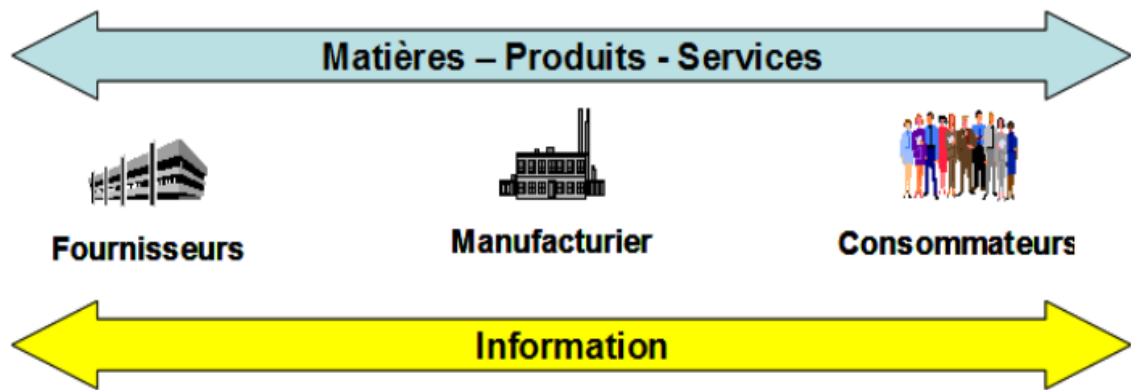 Matières – Produits - Services
Fournisseurs
Manufacturier
Consommateurs
Information